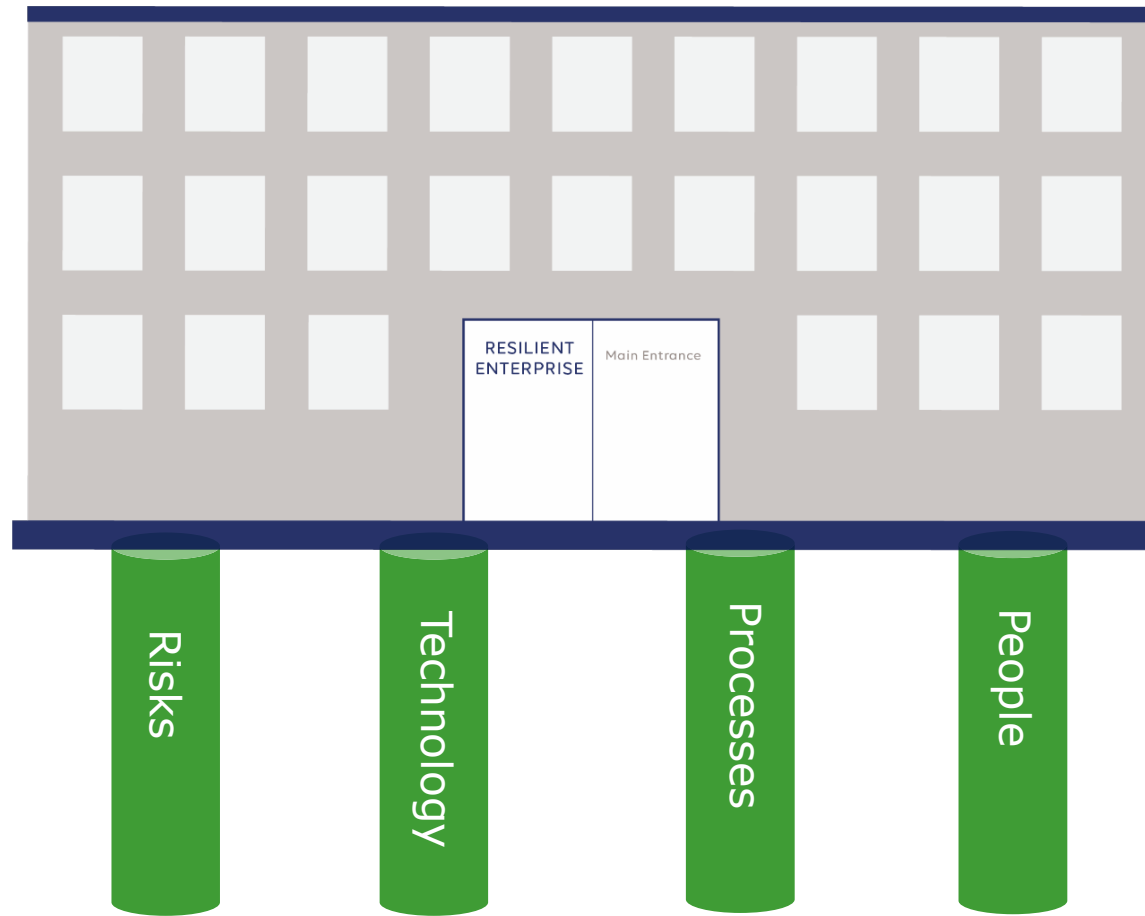 RESILIENT
ENTERPRISE
Main Entrance
Risks
Technology
Processes
People